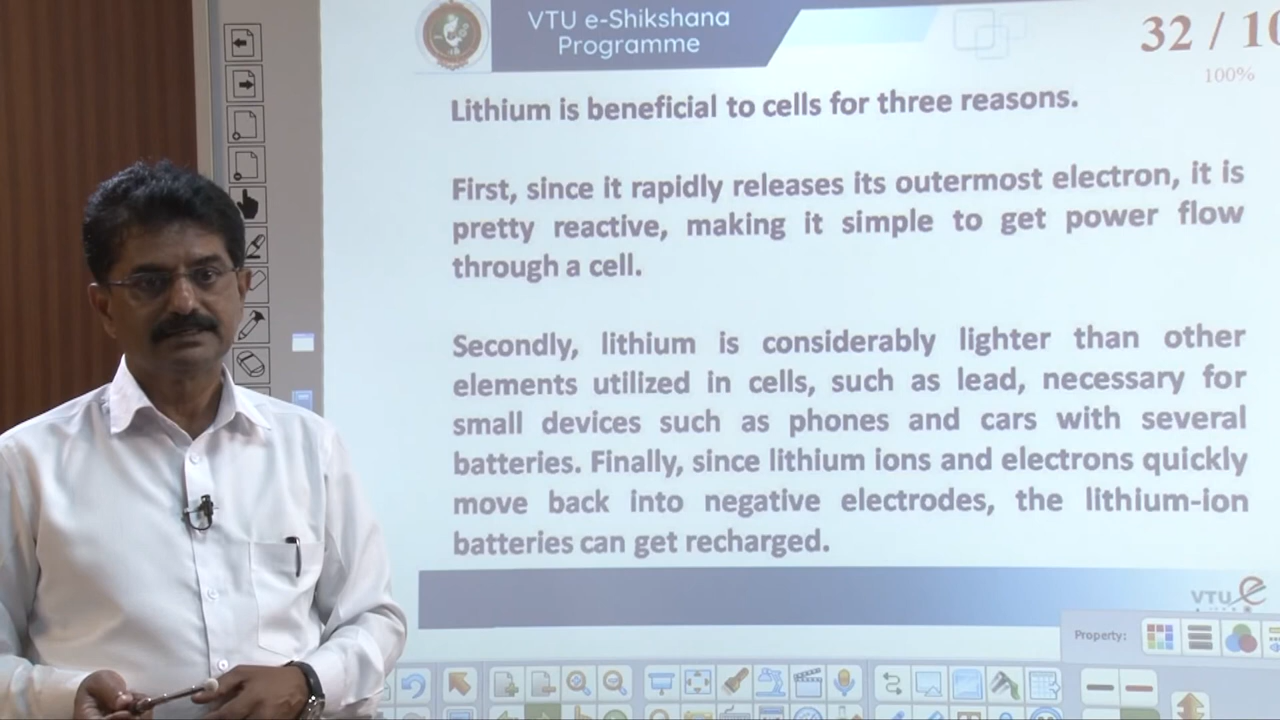 VTU e-Shikshana
Programme
32 / 10
100%
Lithium is beneficial to cells for three reasons.
First, since it rapidly releases its outermost electron, it is
pretty reactive, making it simple to get power flow
through a cell.
Secondly, lithium is considerably lighter than other
elements utilized in cells, such as lead, necessary for
small devices such as phones and cars with several
batteries. Finally, since lithium ions and electrons quickly
move back into negative electrodes, the lithium-ion
batteries can get recharged.
VTU e
Property: